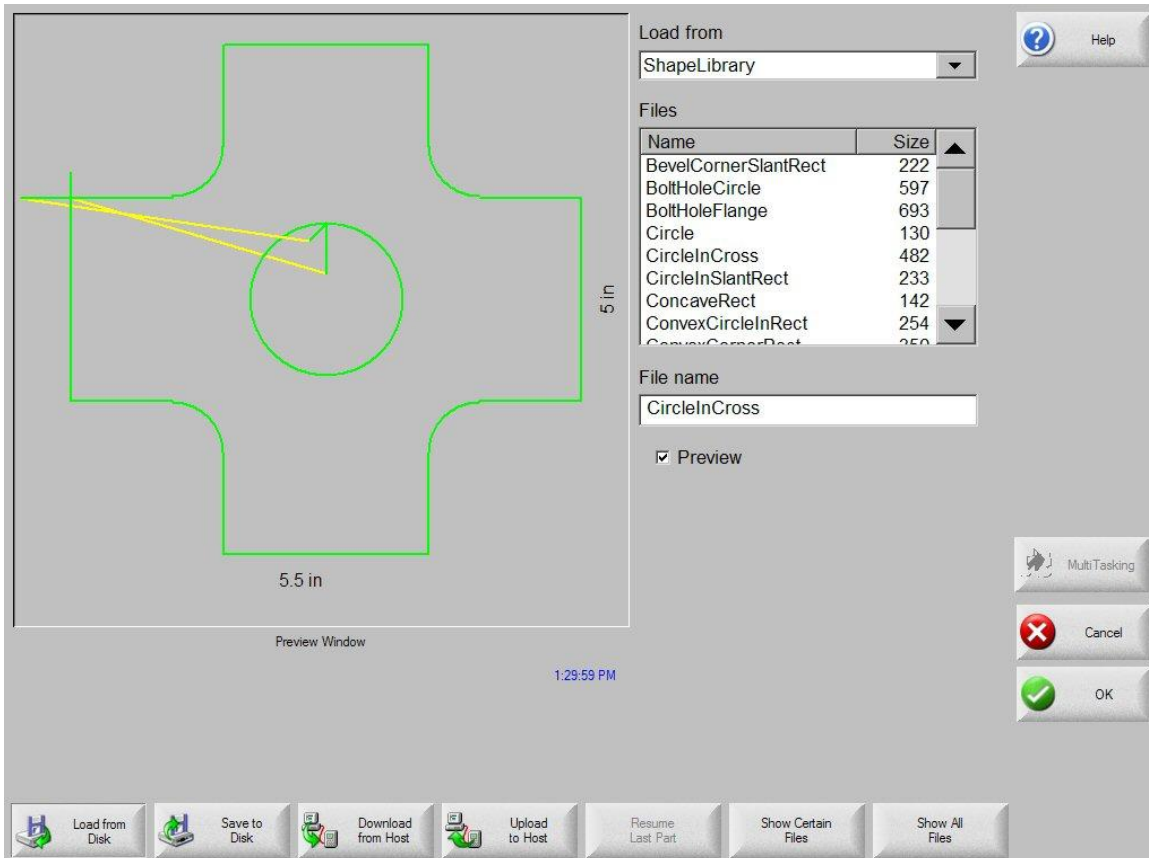 Load from
ShapeLibrary
Help
Files
Name Size
BevelCornerSlantRect 222
BoltHoleCircle 597
BoltHoleFlange 693
Circle 130
CircleInCross 482
CircleInSlantRect 233
ConcaveRect 142
ConvexCircleInRect 254
5 in
File name
CircleInCross
Preview
5.5 in
Preview Window
1:29:59 PM
MultiTasking
Cancel
OK
Load from
Disk
Save to
Disk
Download
from Host
Upload
to Host
Resume
Last Part
Show Certain
Files
Show All
Files